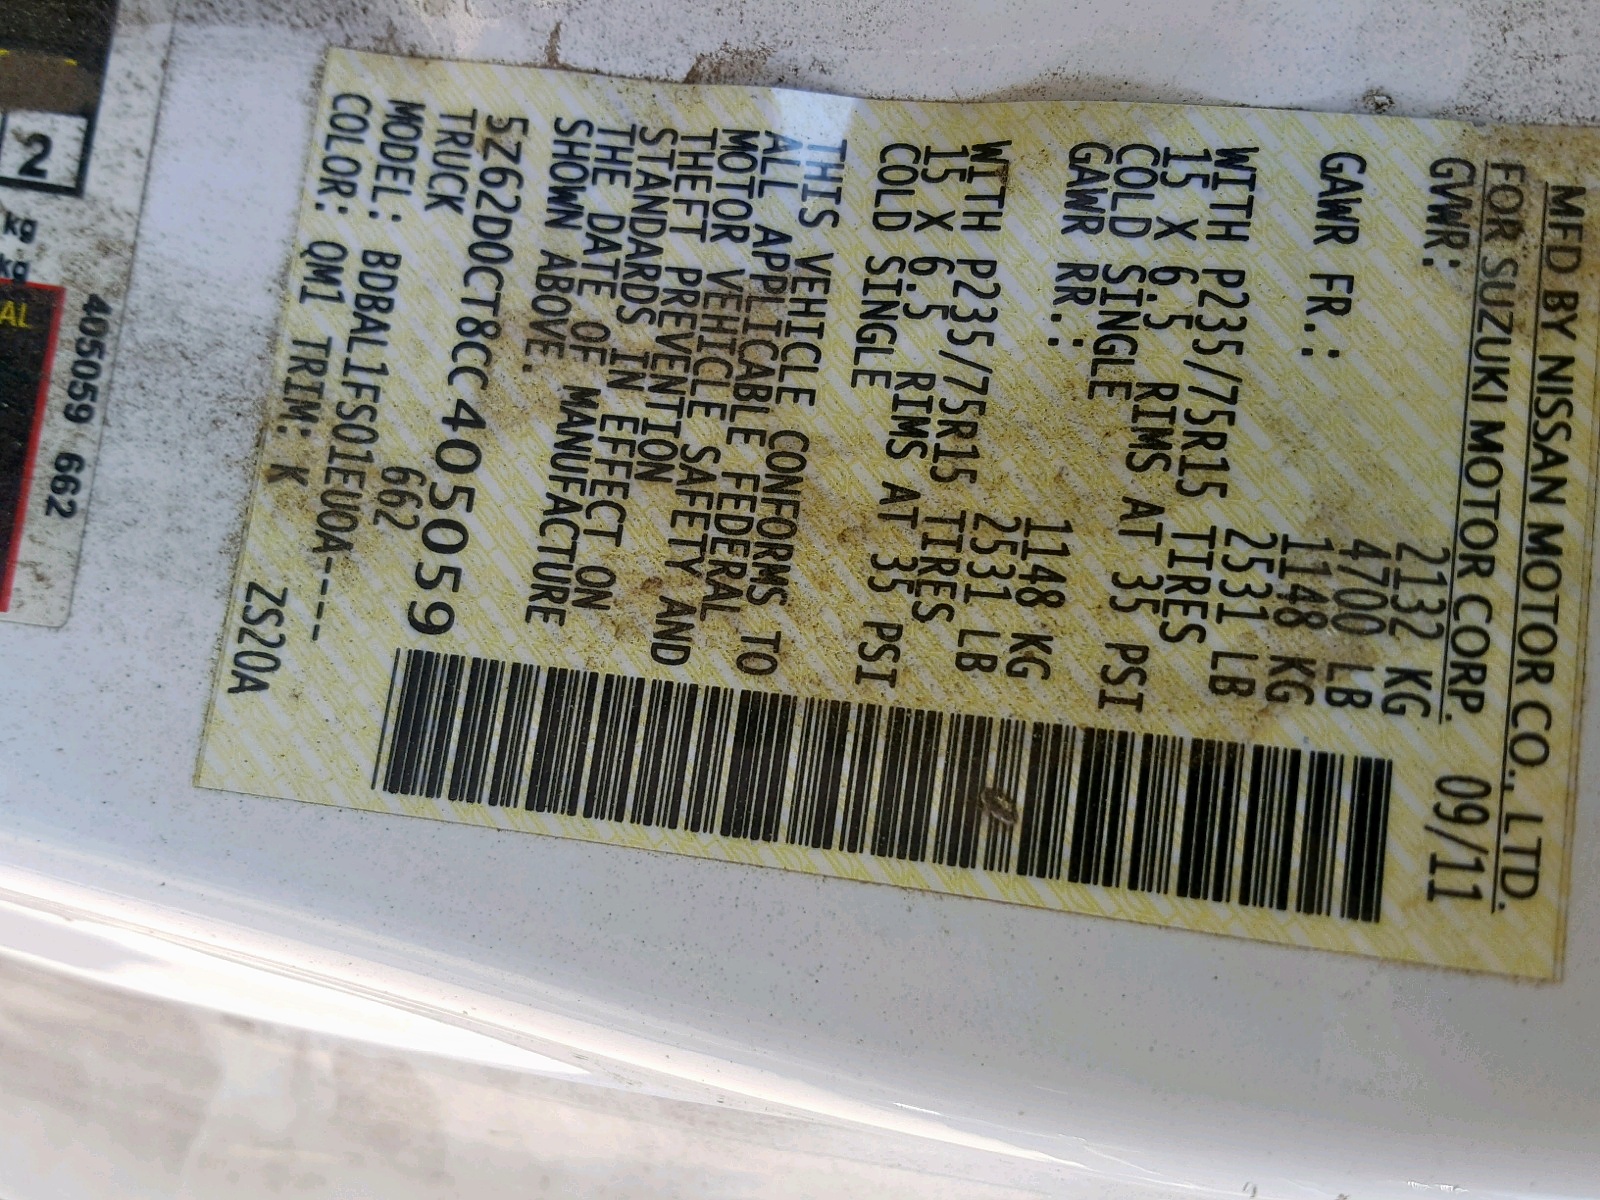 MFD BY NISSAN MOTOR CO., LTD.
FOR SUZUKI MOTOR CORP. 09/11
GVWR: 2132 KG
4700 LB
GAWR FR.: 1148 KG
2531 LB
WITH P235/75R15 TIRES
15 X 6.5 RIMS AT 35 PSI
COLD SINGLE
GAWR RR.: 1148 KG
2531 LB
WITH P235/75R15 TIRES
15 X 6.5 RIMS AT 35 PSI
COLD SINGLE
THIS VEHICLE CONFORMS TO
ALL APPLICABLE FEDERAL
MOTOR VEHICLE SAFETY AND
THEFT PREVENTION
STANDARDS IN EFFECT ON
THE DATE OF MANUFACTURE
SHOWN ABOVE.
5Z62D0CT8CC405059
TRUCK 662
MODEL: BDBALIFS01EUOA----
COLOR: QM1 TRIM: K ZS20A
2
kg
kg
AL
405059 662